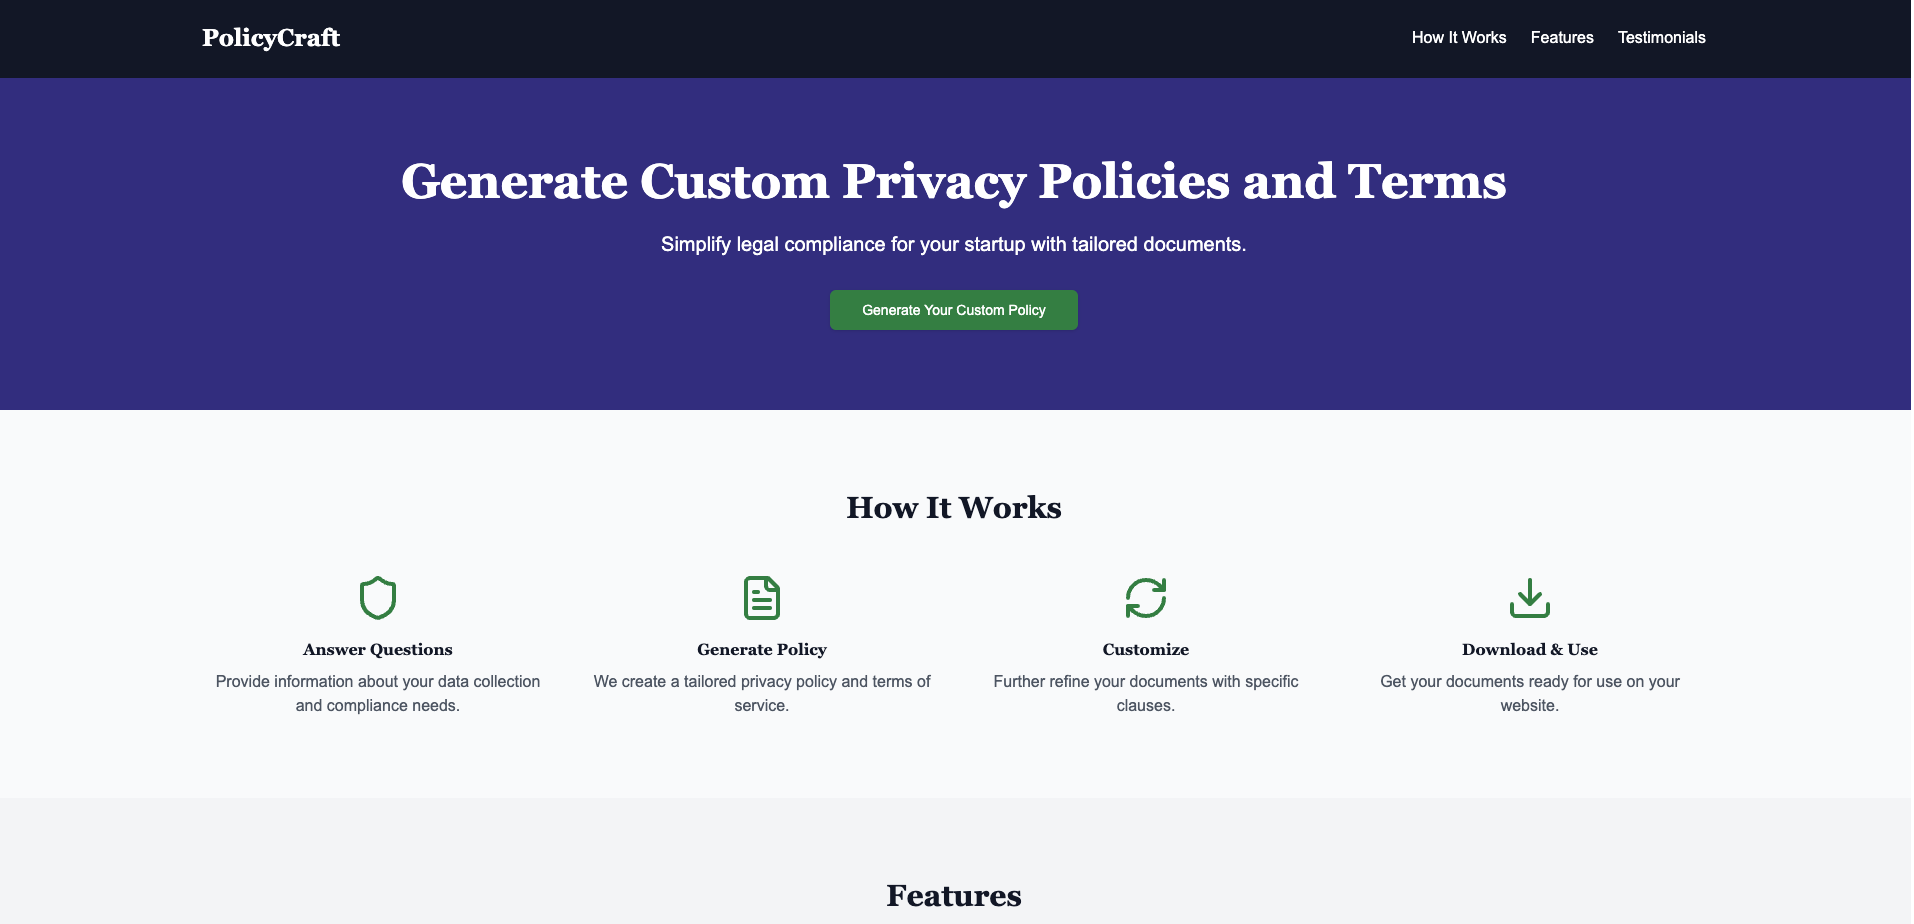 PolicyCraft
How It Works
Features
Testimonials
Generate Custom Privacy Policies and Terms
Simplify legal compliance for your startup with tailored documents.
Generate Your Custom Policy
How It Works
Answer Questions
Provide information about your data collection
and compliance needs.
Generate Policy
We create a tailored privacy policy and terms of
service.
Customize
Further refine your documents with specific
clauses.
Download & Use
Get your documents ready for use on your
website.
Features